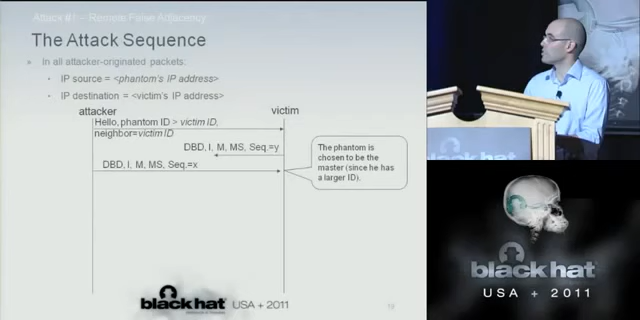 Attack #1 – Remote False Adjacency
The Attack Sequence
» In all attacker-originated packets:
• IP source = <phantom's IP address>
• IP destination = <victim's IP address>
attacker
victim
Hello, phantom ID > victim ID,
neighbor=victim ID
DBD, I, M, MS, Seq.=y
DBD, I, M, MS, Seq.=x
The phantom is
chosen to be the
master (since he has
a larger ID).
black hat
USA + 2011
black hat
USA + 2011